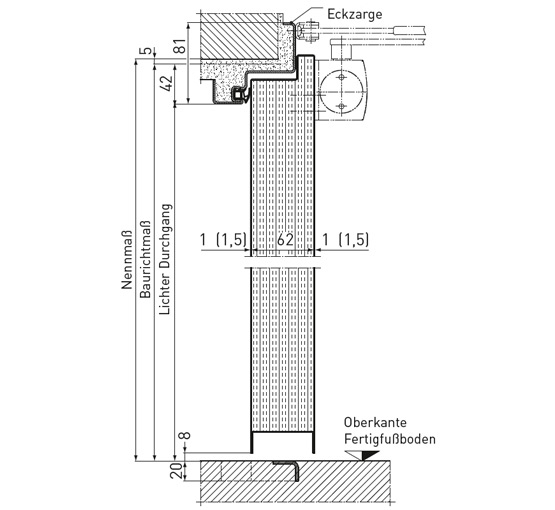 Eckzarge
5
81
42
Nennmaß
Baurichtmaß
Lichter Durchgang
1 (1,5)
62
1 (1,5)
Oberkante
Fertigfußboden
8
20